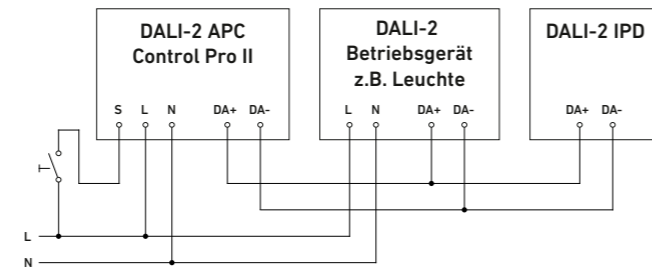 DALI-2 APC
Control Pro II
S L N DA+ DA-
DALI-2
Betriebsgerät
z.B. Leuchte
L N DA+ DA-
DALI-2 IPD
DA+ DA-
L
N